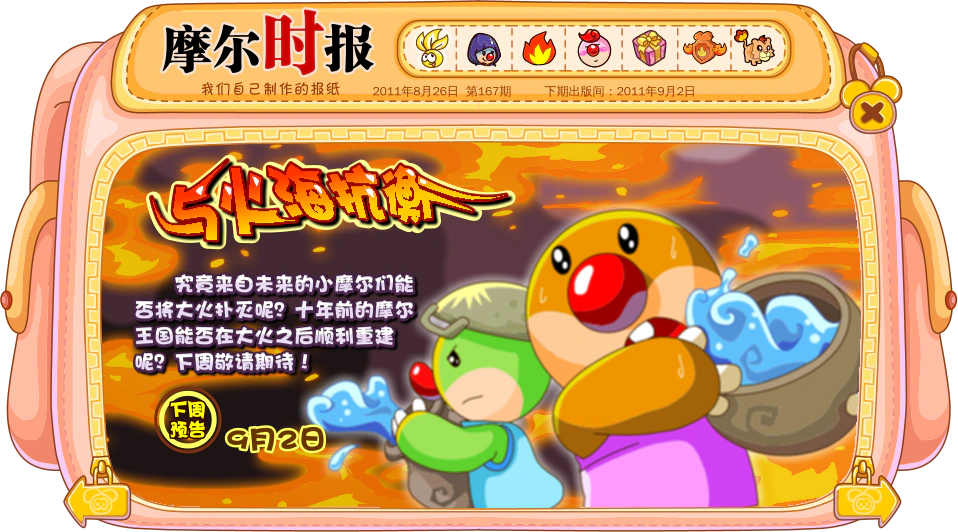 摩尔时报
我们自己制作的报纸
2011年8月26日 第167期
下期出版间：2011年9月2日
与火海抗衡
究竟来自未来的小摩尔们能
否将大火扑灭呢？十年前的摩尔
王国能否在大火之后顺利重建
呢？下周敬请期待！
下周
预告
9月2日